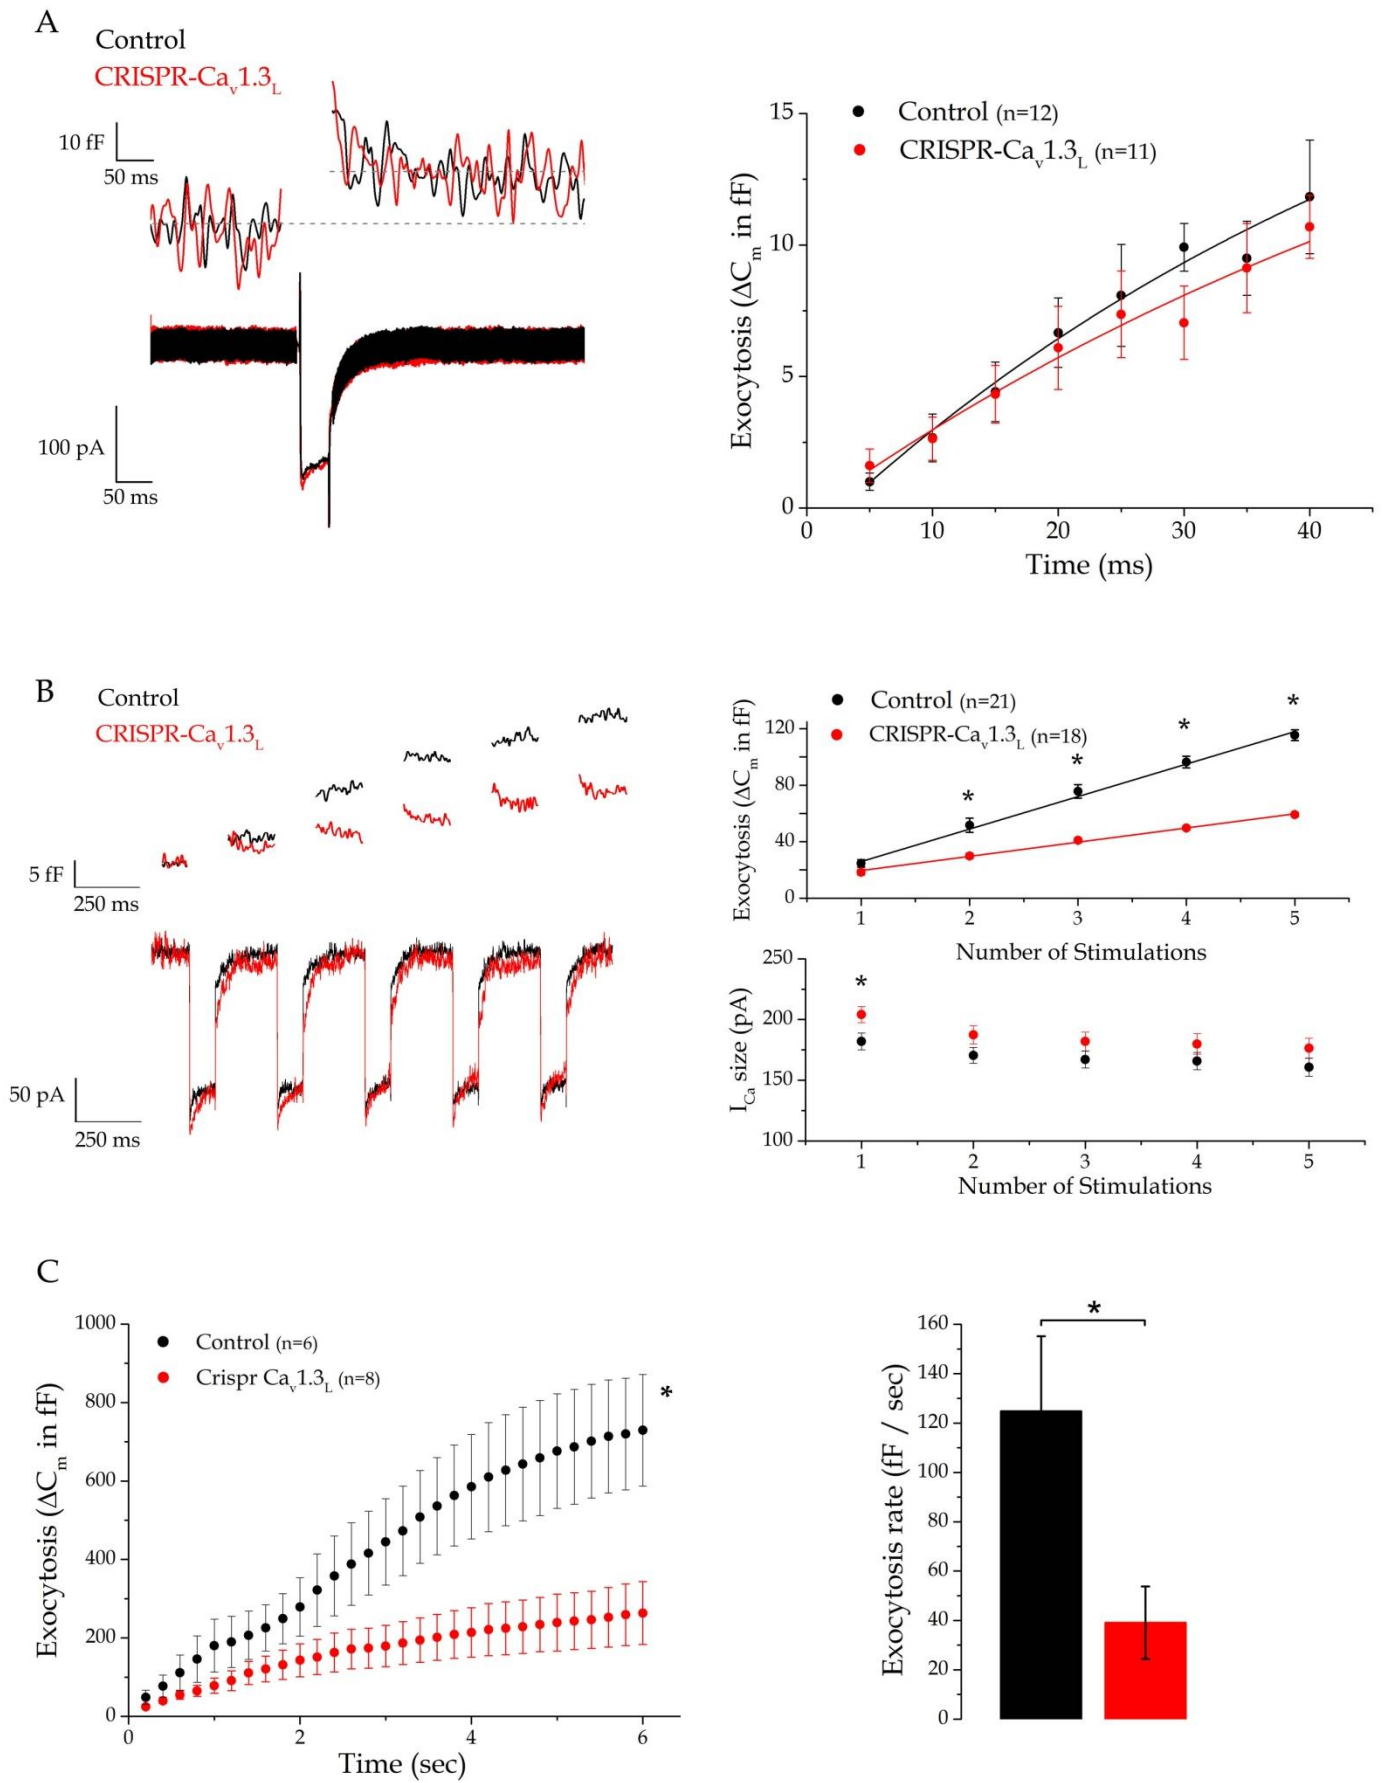 A
Control
CRISPR-Cav1.3L
10 fF
50 ms
100 pA
50 ms
Control (n=12)
CRISPR-Cav1.3L (n=11)
Exocytosis (ΔCm in fF)
15
10
5
0
0 10 20 30 40
Time (ms)
B
Control
CRISPR-Cav1.3L
5 fF
250 ms
50 pA
250 ms
Control (n=21)
CRISPR-Cav1.3L (n=18)
Exocytosis (ΔCm in fF)
120
80
40
0
* * * *
1 2 3 4 5
Number of Stimulations
ICa size (pA)
250
200
150
100
*
1 2 3 4 5
Number of Stimulations
C
Control (n=6)
Crispr Cav1.3L (n=8)
Exocytosis (ΔCm in fF)
1000
800
600
400
200
0
*
0 2 4 6
Time (sec)
Exocytosis rate (fF / sec)
160
140
120
100
80
60
40
20
0
*